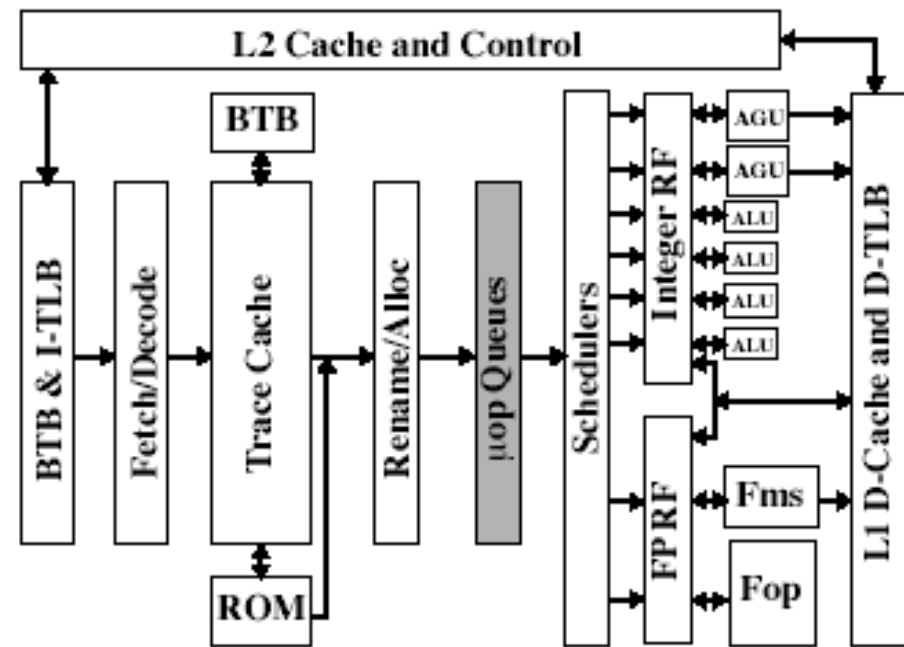 L2 Cache and Control
BTB
BTB & I-TLB
Fetch/Decode
Trace Cache
ROM
Rename/Alloc
µop Queues
Schedulers
Integer RF
FP RF
AGU
AGU
ALU
ALU
ALU
ALU
Fms
Fop
L1 D-Cache and D-TLB